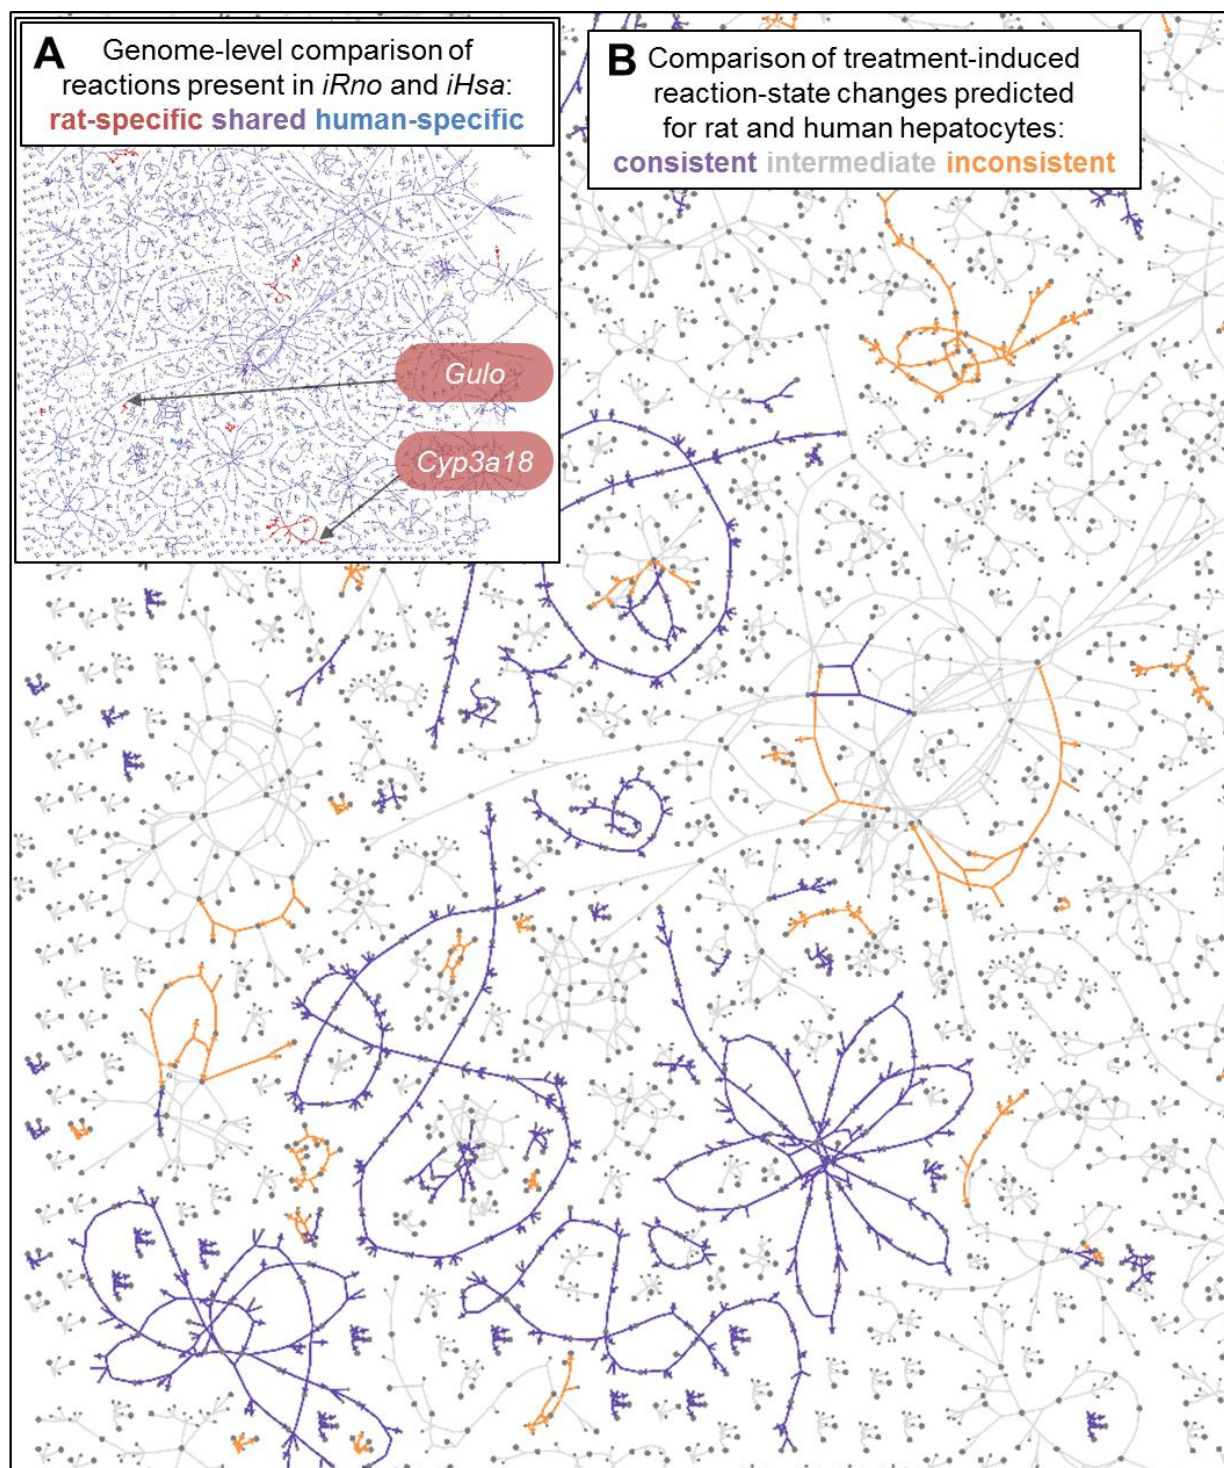 A Genome-level comparison of
reactions present in iRno and iHsa:
rat-specific shared human-specific
Gulo
Cyp3a18
B Comparison of treatment-induced
reaction-state changes predicted
for rat and human hepatocytes:
consistent intermediate inconsistent